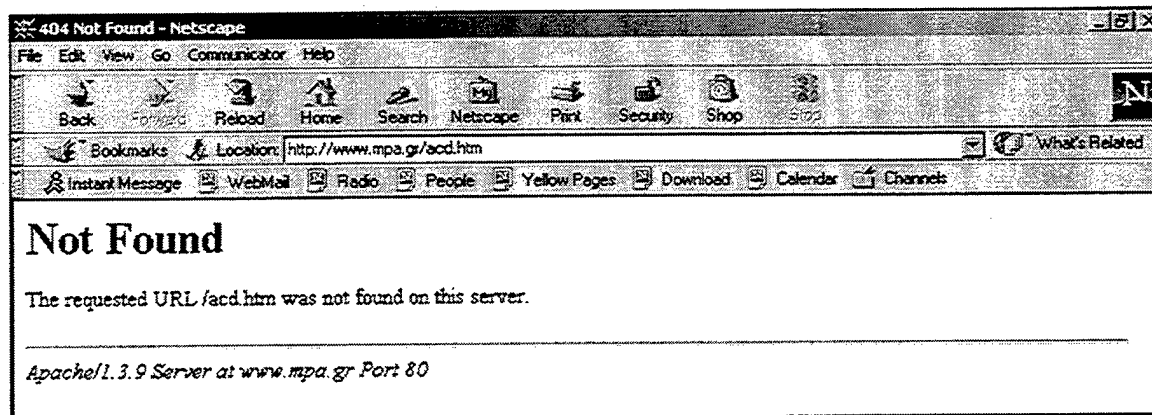 404 Not Found - Netscape
File Edit View Go Communicator Help
Back Forward Reload Home Search Netscape Print Security Shop Stop
Bookmarks Location: http://www.mpa.gr/acd.htm What's Related
Instant Message WebMail Radio People Yellow Pages Download Calendar Channels
Not Found
The requested URL /acd.htm was not found on this server.
Apache/1.3.9 Server at www.mpa.gr Port 80